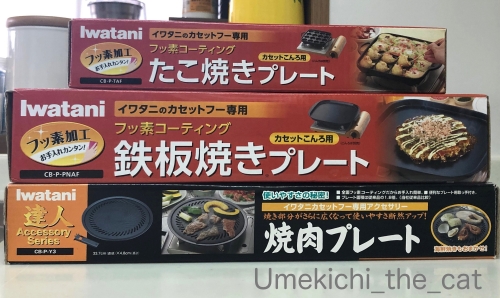 Iwatani
イワタニのカセットフー専用
フッ素コーティング
カセットこんろ用
フッ素加工
お手入れカンタン!
たこ焼きプレート
CB-P-TAF
Iwatani
イワタニのカセットフー専用
フッ素コーティング
カセットこんろ用
フッ素加工
お手入れカンタン!
鉄板焼きプレート
CB-P-PNAF
Iwatani
達人
Accessory
Series
CB-P-Y3
使いやすさの秘密!
イワタニカセットフー専用アクセサリー
焼き部分がさらに広くなって使いやすさ断然アップ!
焼肉プレート
Umekichi_the_cat